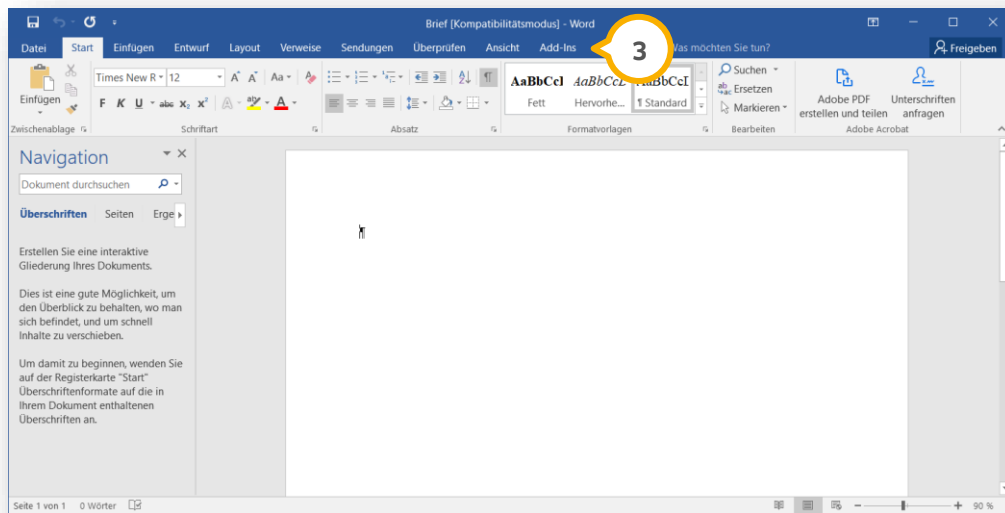 Brief [Kompatibilitätsmodus] - Word
Datei Start Einfügen Entwurf Layout Verweise Sendungen Überprüfen Ansicht Add-Ins 3 Was möchten Sie tun? Freigeben
Einfügen
Times New R 12 A A Aa
F K U abc X₂ X² A aby A
AaBbCcI AaBbCcL AaBbCcI
Fett Hervorhe... ¶ Standard
Suchen
Ersetzen
Markieren
Adobe PDF
erstellen und teilen
Unterschriften
anfragen
Zwischenablage Schriftart Absatz Formatvorlagen Bearbeiten Adobe Acrobat
Navigation
Dokument durchsuchen
Überschriften Seiten Erge
Erstellen Sie eine interaktive
Gliederung Ihres Dokuments.
Dies ist eine gute Möglichkeit, um
den Überblick zu behalten, wo man
sich befindet, und um schnell
Inhalte zu verschieben.
Um damit zu beginnen, wenden Sie
auf der Registerkarte "Start"
Überschriftenformate auf die in
Ihrem Dokument enthaltenen
Überschriften an.
¶
Seite 1 von 1 0 Wörter 90 %